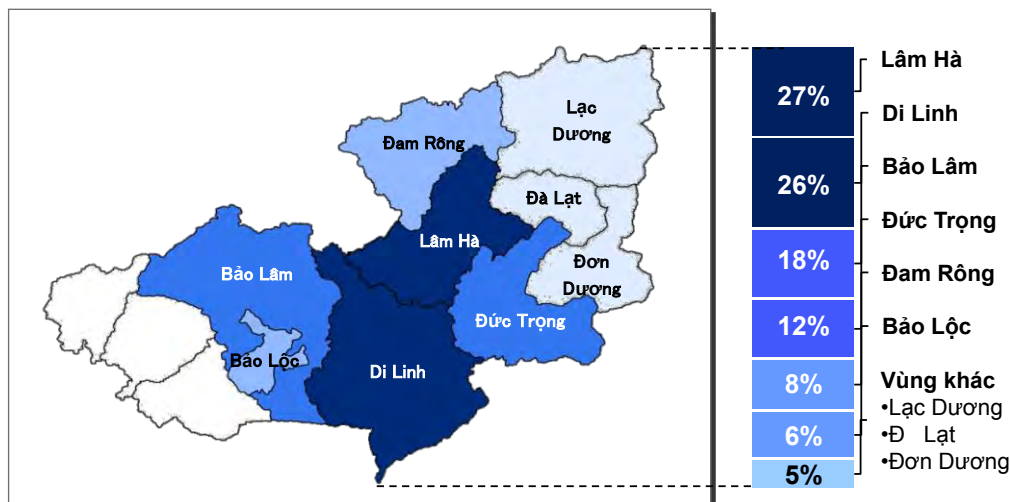 Lạc
Dương
Đam Rông
Đà Lạt
Lâm Hà
Đơn
Dương
Bảo Lâm
Đức Trọng
Bảo Lộc
Di Linh
27%
26%
18%
12%
8%
6%
5%
Lâm Hà
Di Linh
Bảo Lâm
Đức Trọng
Đam Rông
Bảo Lộc
Vùng khác
•Lạc Dương
•Đ Lạt
•Đơn Dương